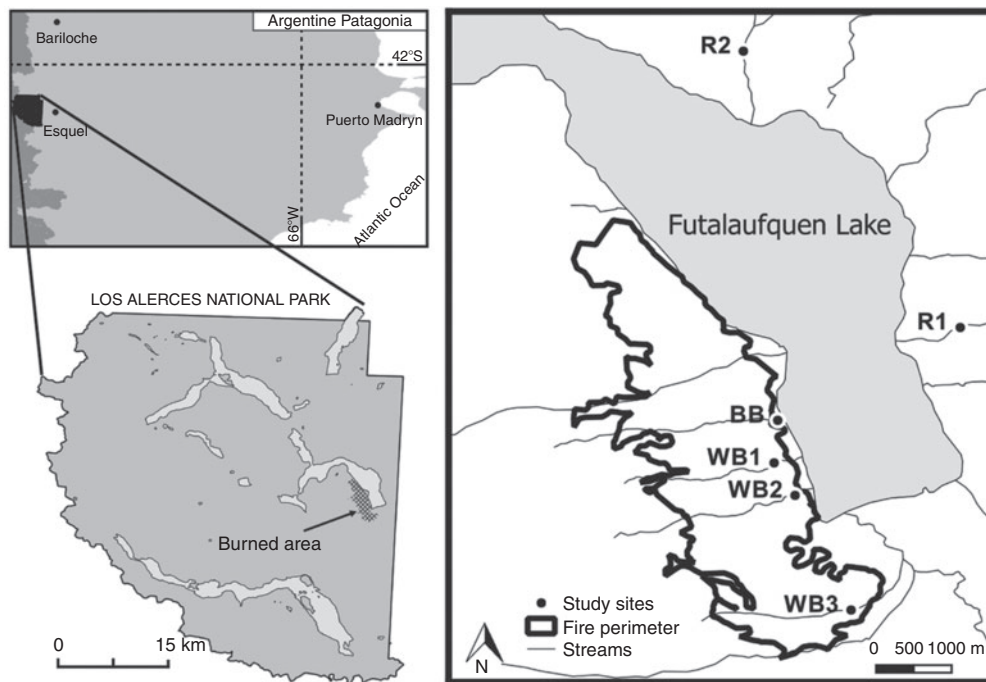 Argentine Patagonia
Bariloche
42°S
Esquel
Puerto Madryn
66°W
Atlantic Ocean
LOS ALERCES NATIONAL PARK
Burned area
0 15 km
R2
Futalaufquen Lake
R1
BB
WB1
WB2
WB3
Study sites
Fire perimeter
Streams
N
0 500 1000 m